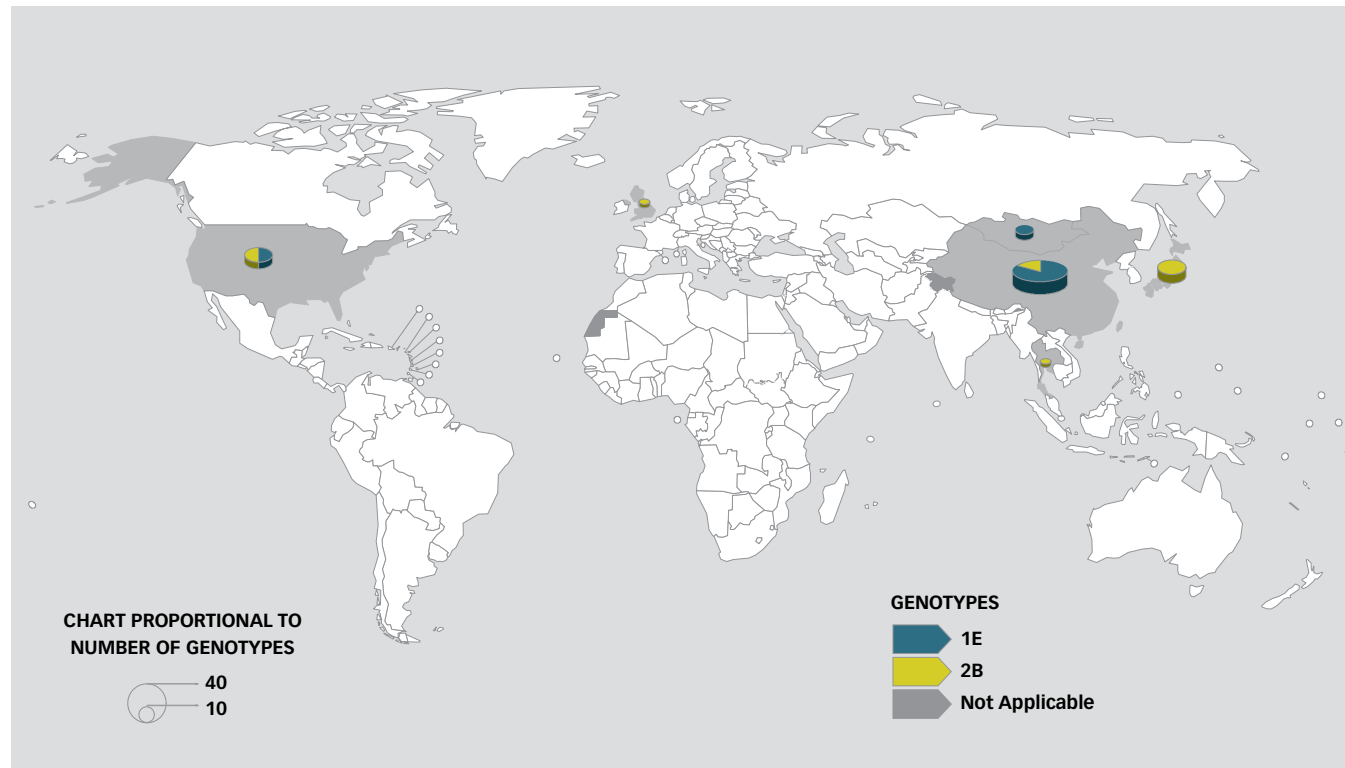 CHART PROPORTIONAL TO
NUMBER OF GENOTYPES
40
10
GENOTYPES
1E
2B
Not Applicable